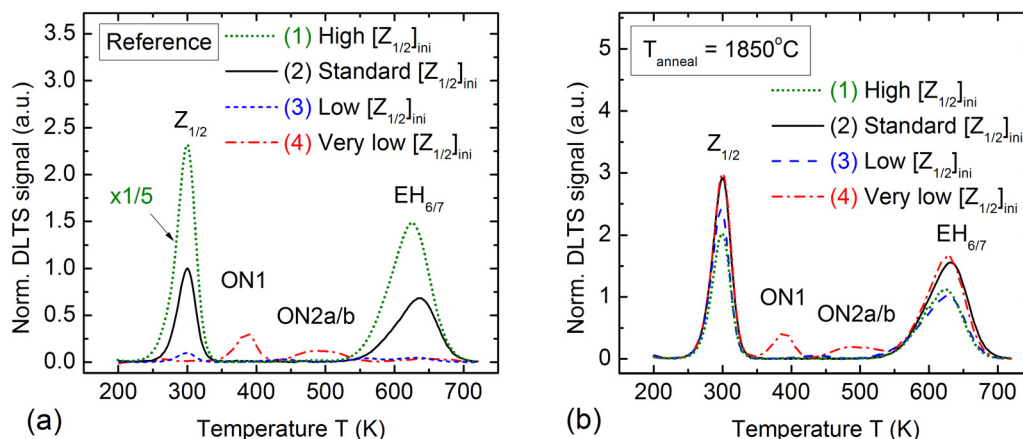 Reference
(1) High [Z1/2]ini
(2) Standard [Z1/2]ini
(3) Low [Z1/2]ini
(4) Very low [Z1/2]ini
Z1/2
x1/5
EH6/7
ON1
ON2a/b
Norm. DLTS signal (a.u.)
3.5
3.0
2.5
2.0
1.5
1.0
0.5
0.0
200 300 400 500 600 700
Temperature T (K)
(a)
Tanneal = 1850°C
(1) High [Z1/2]ini
(2) Standard [Z1/2]ini
(3) Low [Z1/2]ini
(4) Very low [Z1/2]ini
Z1/2
EH6/7
ON1
ON2a/b
Norm. DLTS signal (a.u.)
5
4
3
2
1
0
200 300 400 500 600 700
Temperature T (K)
(b)